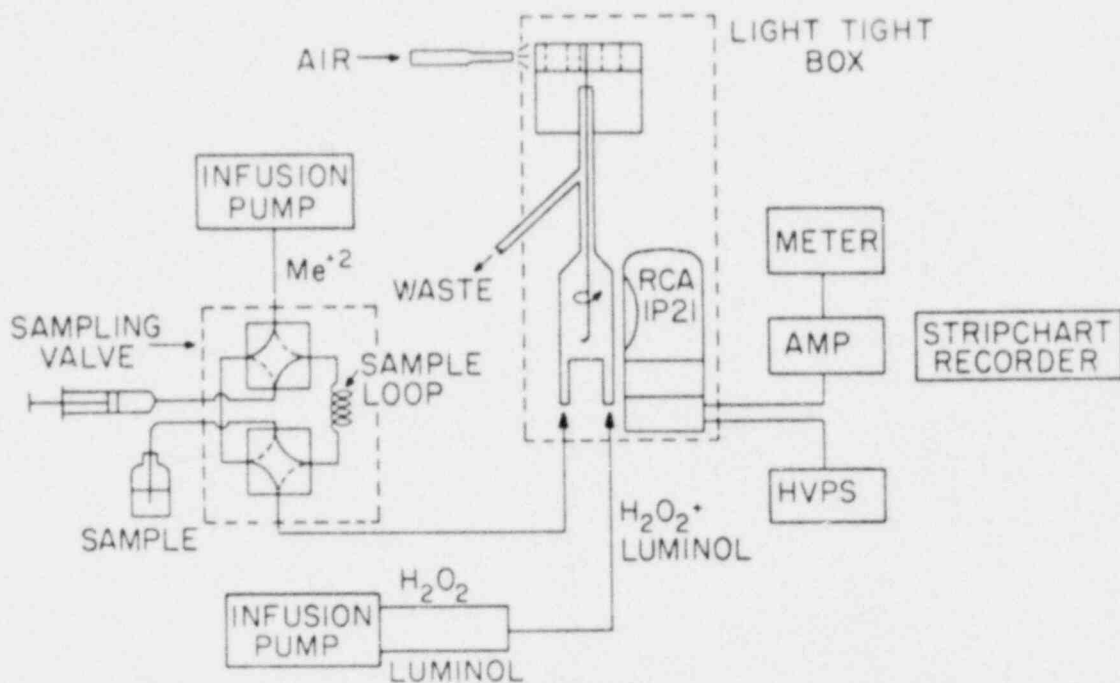 LIGHT TIGHT
BOX
AIR
INFUSION
PUMP
Me+2
WASTE
RCA
1P21
METER
SAMPLING
VALVE
SAMPLE
LOOP
AMP
STRIPCHART
RECORDER
SAMPLE
HVPS
H2O2+
LUMINOL
H2O2
INFUSION
PUMP
LUMINOL